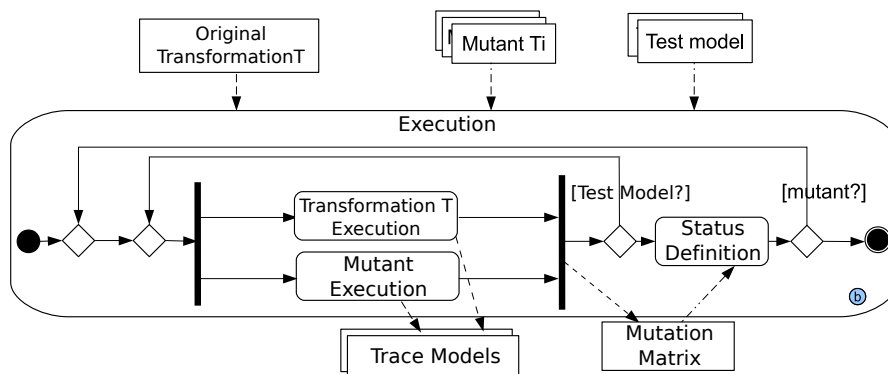 Original
TransformationT
Mutant Ti
Test model
Execution
[Test Model?]
[mutant?]
Transformation T
Execution
Status
Definition
Mutant
Execution
b
Trace Models
Mutation
Matrix